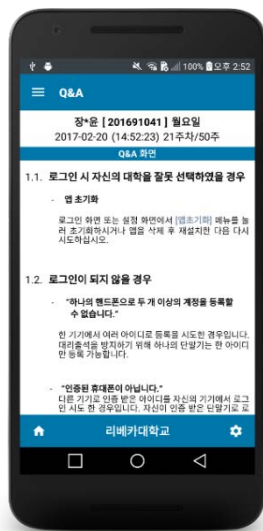 100% 오후 2:52
Q&A
장*윤 [ 201691041 ] 월요일
2017-02-20 (14:52:23) 21주차/50주
Q&A 화면
1.1. 로그인 시 자신의 대학을 잘못 선택하였을 경우
- 앱 초기화
로그인 화면 또는 설정 화면에서 [앱초기화] 메뉴를 눌
러 초기화하시거나 앱을 삭제 후 재설치한 다음 다시
시도하십시오.
1.2. 로그인이 되지 않을 경우
- "하나의 핸드폰으로 두 개 이상의 계정을 등록할
수 없습니다."
한 기기에서 여러 아이디로 등록을 시도한 경우입니다.
대리출석을 방지하기 위해 하나의 단말기는 한 아이디
만 등록 가능합니다.
- "인증된 휴대폰이 아닙니다."
다른 기기로 인증 받은 아이디를 자신의 기기에서 로그
인 시도 한 경우입니다. 자신이 인증 받은 단말기로 로
리베카대학교